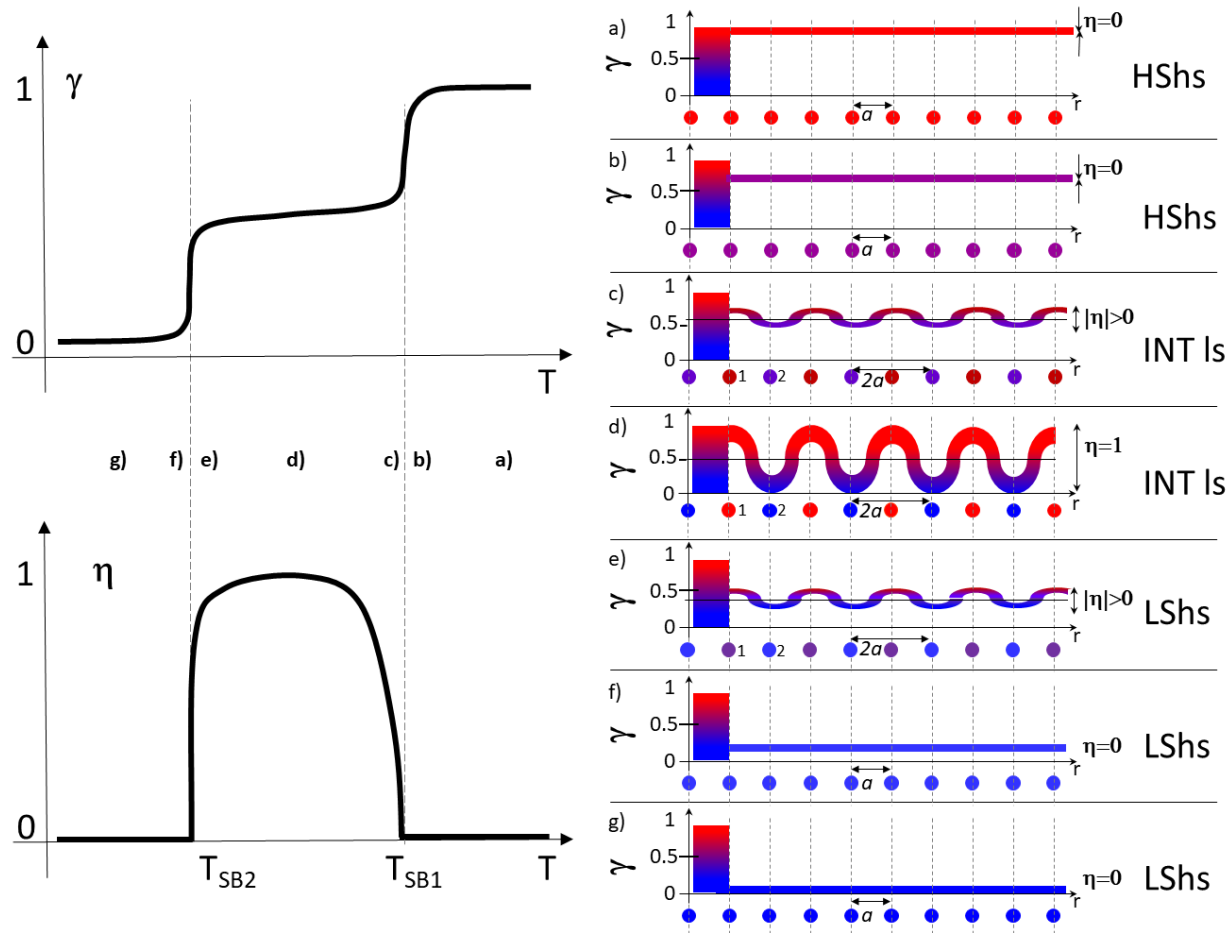 1
γ
0
T
g) f) e) d) c) b) a)
1
η
0
T_SB2 T_SB1 T
a) 1 η=0
γ 0.5 HShs
0 r
a
b) 1 η=0
γ 0.5 HShs
0 r
a
c) 1
γ 0.5 |η|>0
0 r INT ls
1 2 2a
d) 1
γ 0.5 η=1
0 r INT ls
1 2 2a
e) 1
γ 0.5 |η|>0
0 r LShs
1 2 2a
f) 1
γ 0.5 LShs
0 η=0 r
a
g) 1
γ 0.5 LShs
0 η=0 r
a